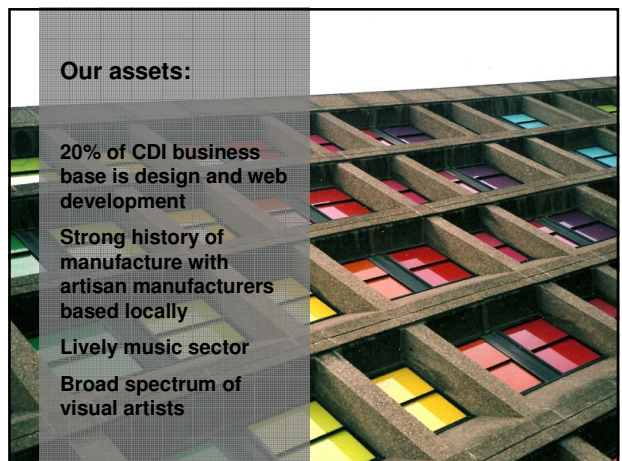 Our assets:
20% of CDI business
base is design and web
development
Strong history of
manufacture with
artisan manufacturers
based locally
Lively music sector
Broad spectrum of
visual artists